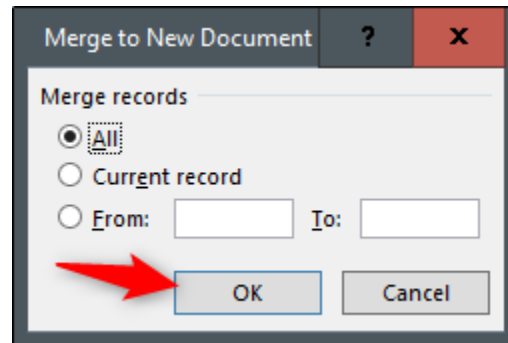 Merge to New Document ? x
Merge records
All
Current record
From: To:
OK Cancel